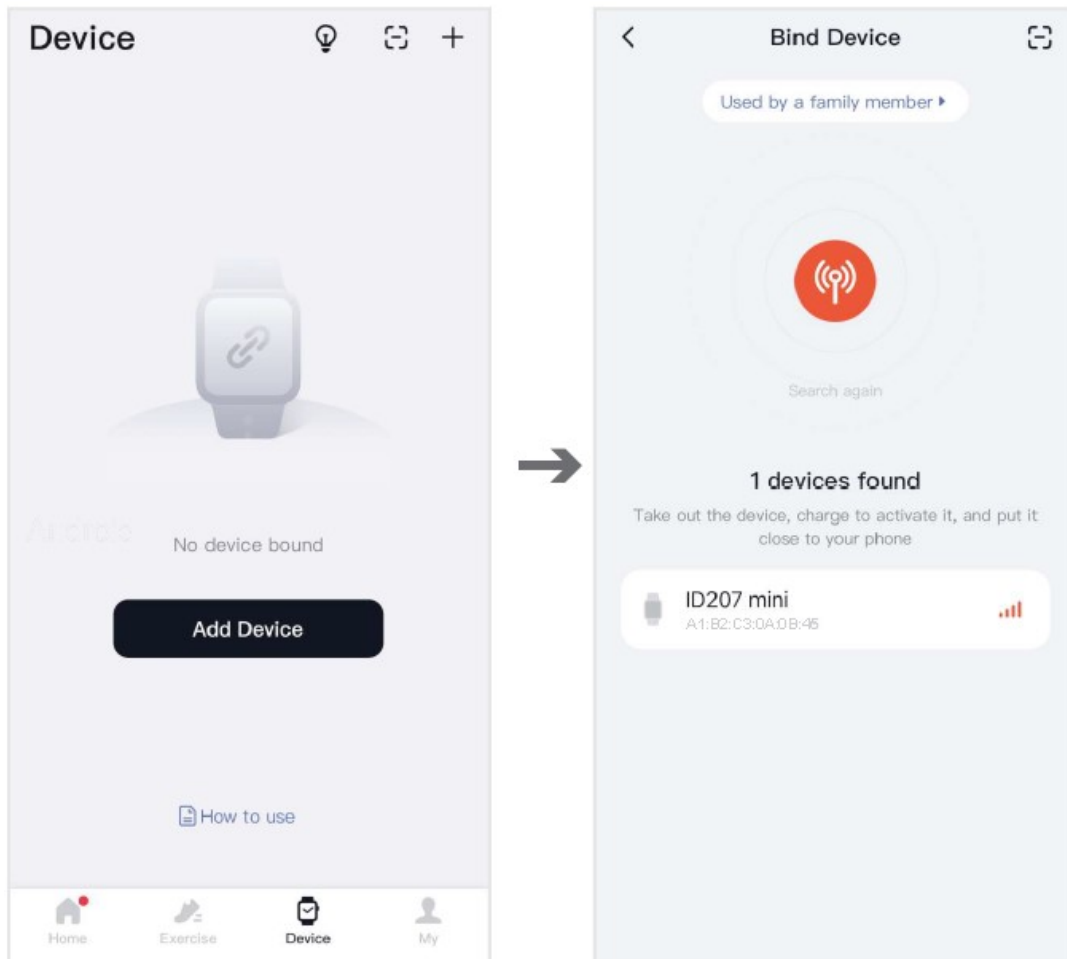 Device
No device bound
Add Device
How to use
Home
Exercise
Device
My
Bind Device
Used by a family member
Search again
1 devices found
Take out the device, charge to activate it, and put it
close to your phone
ID207 mini
A1:B2:C3:0A:0B:45